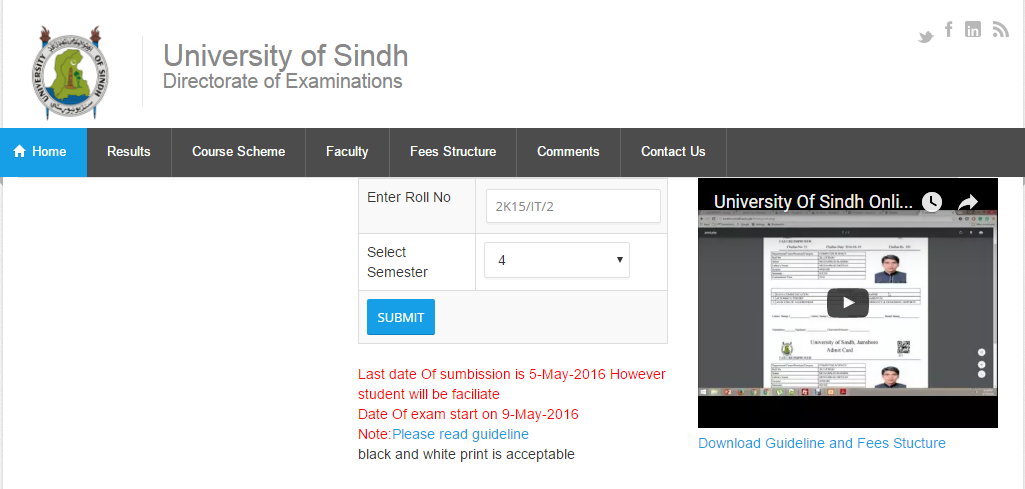 UNIVERSITY OF SINDH
University of Sindh
Directorate of Examinations
Home
Results
Course Scheme
Faculty
Fees Structure
Comments
Contact Us
Enter Roll No
2K15/IT/2
Select
Semester
4
SUBMIT
Last date Of sumbission is 5-May-2016 However
student will be faciliate
Date Of exam start on 9-May-2016
Note:Please read guideline
black and white print is acceptable
University Of Sindh Onli...
University of Sindh, Jamshoro
Admit Card
Download Guideline and Fees Stucture